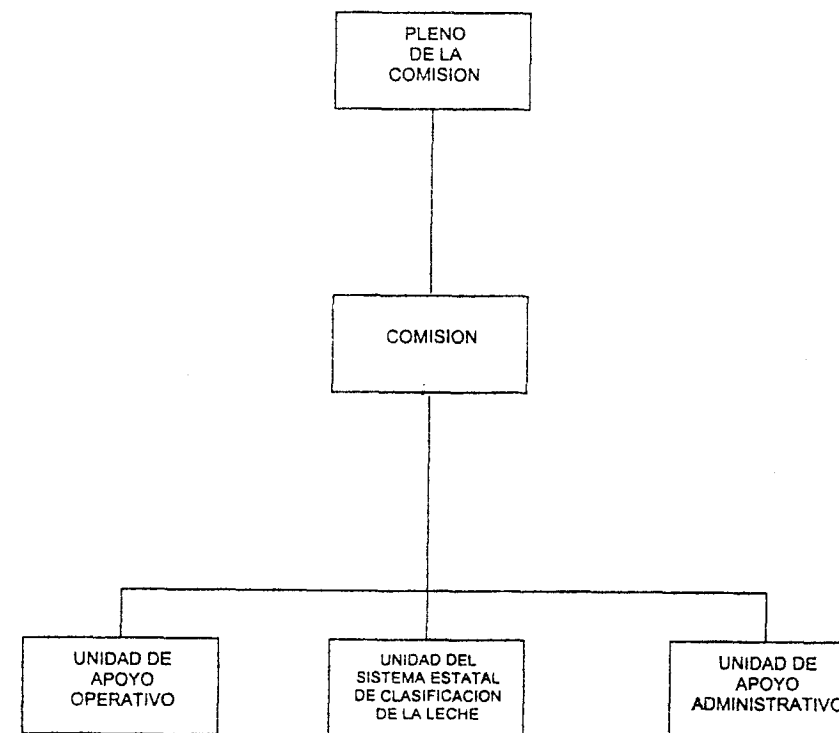 PLENO
DE LA
COMISION
COMISION
UNIDAD DE
APOYO
OPERATIVO
UNIDAD DEL
SISTEMA ESTATAL
DE CLASIFICACION
DE LA LECHE
UNIDAD DE
APOYO
ADMINISTRATIVO